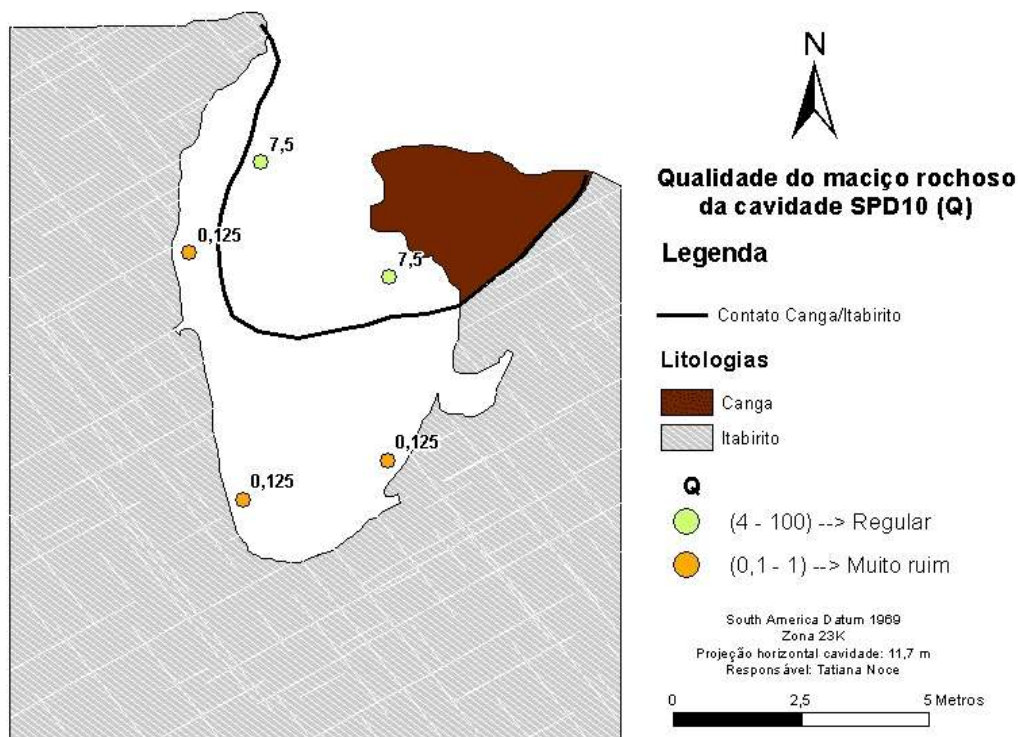 7,5
0,125
7,5
0,125
0,125
N
Qualidade do maciço rochoso
da cavidade SPD10 (Q)
Legenda
Contato Canga/Itabirito
Litologias
Canga
Itabirito
Q
(4 - 100) --> Regular
(0,1 - 1) --> Muito ruim
South America Datum 1969
Zona 23K
Projeção horizontal cavidade: 11,7 m
Responsável: Tatiana Noce
0 2,5 5 Metros